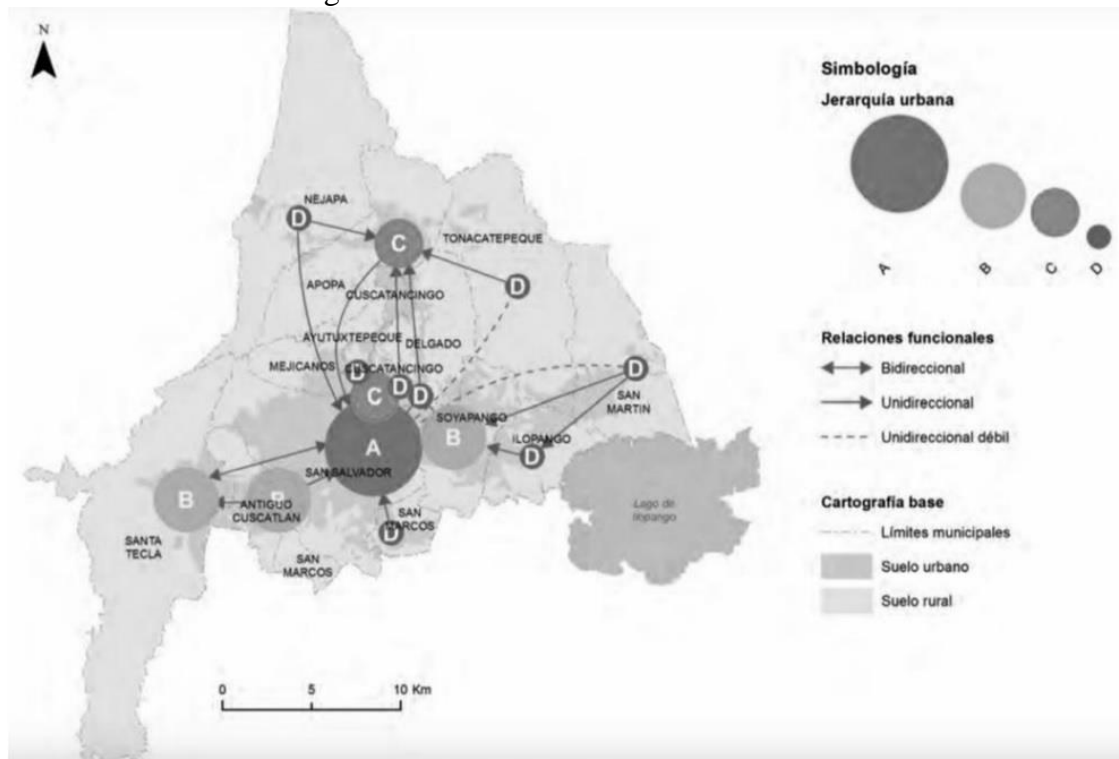 N
NEJAPA
D
C
TONACATEPEQUE
D
APOPA
CUSCATANCINGO
AYUTUXTEPEQUE
DELGADO
MEJICANOS
CUSCATANCINGO
D
D
D
C
D
SAN
MARTIN
SOYAPANGO
B
ILOPANGO
D
A
SAN SALVADOR
B
B
ANTIGUO
CUSCATLAN
SAN
MARCOS
D
SANTA
TECLA
SAN
MARCOS
Lago de
Ilopango
0 5 10 Km
Simbología
Jerarquía urbana
A B C D
Relaciones funcionales
Bidireccional
Unidireccional
Unidireccional débil
Cartografía base
Límites municipales
Suelo urbano
Suelo rural